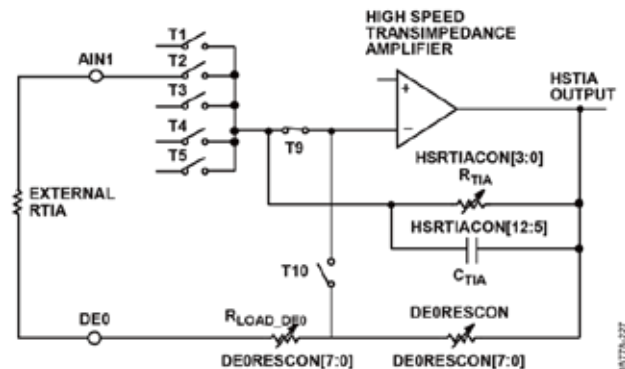 HIGH SPEED
TRANSIMPEDANCE
AMPLIFIER
T1
AIN1
T2
T3
T4
T5
T9
+
−
HSTIA
OUTPUT
HSRTIACON[3:0]
RTIA
HSRTIACON[12:5]
CTIA
EXTERNAL
RTIA
T10
DE0
RLOAD_DE0
DE0RESCON
DE0RESCON[7:0]
DE0RESCON[7:0]